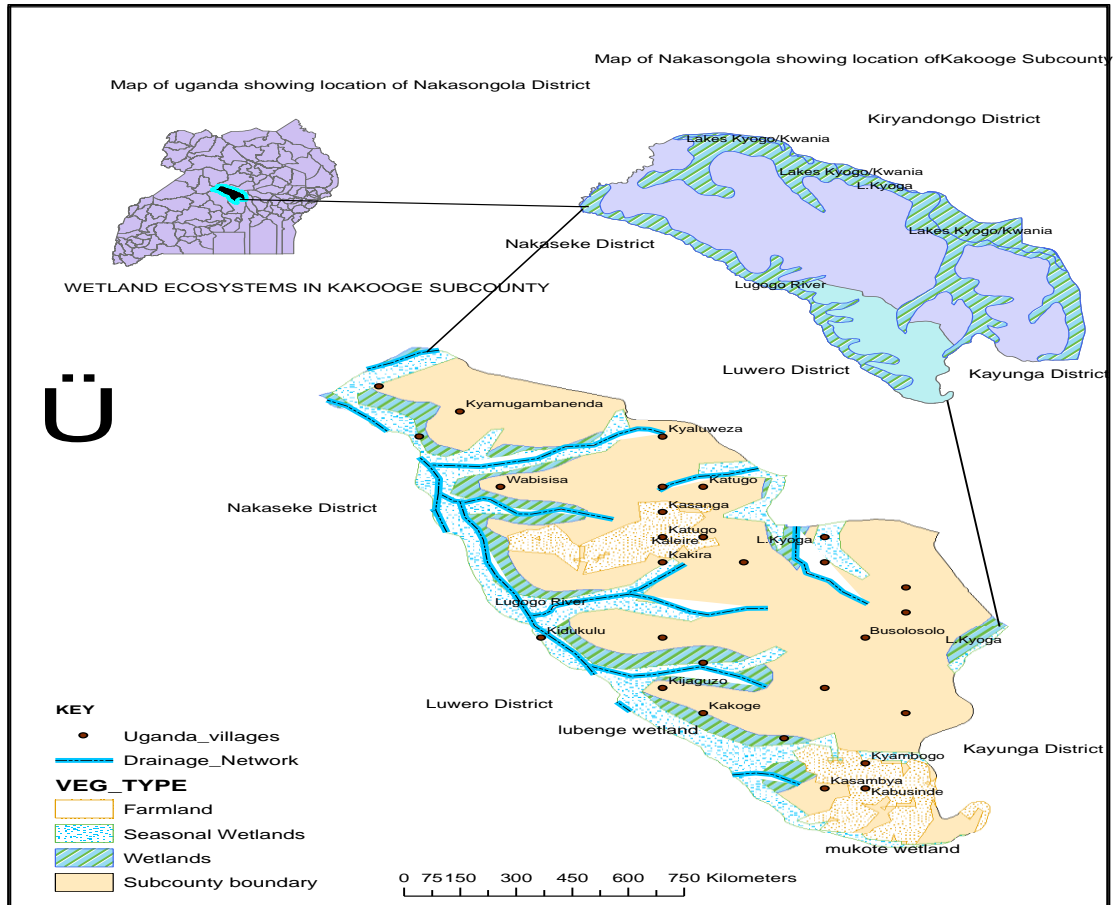 Map of Nakasongola showing location ofKakooge Subcounty
Map of uganda showing location of Nakasongola District
Kiryandongo District
Lakes Kyogo/Kwania
Lakes Kyogo/Kwania
L.Kyoga
Lakes Kyogo/Kwania
Nakaseke District
Lugogo River
WETLAND ECOSYSTEMS IN KAKOOGE SUBCOUNTY
Luwero District
Kayunga District
Ü
Kyamugambanenda
Kyaluweza
Wabisisa
Katugo
Nakaseke District
Kasanga
Katugo
Kaleire
L.Kyoga
Kakira
Lugogo River
Kidukulu
Busolosolo
L.Kyoga
Kijaguzo
Luwero District
Kakoge
lubenge wetland
Kayunga District
Kyambogo
Kasambya
Kabusinde
mukote wetland
KEY
Uganda_villages
Drainage_Network
VEG_TYPE
Farmland
Seasonal Wetlands
Wetlands
Subcounty boundary
0 75 150 300 450 600 750 Kilometers